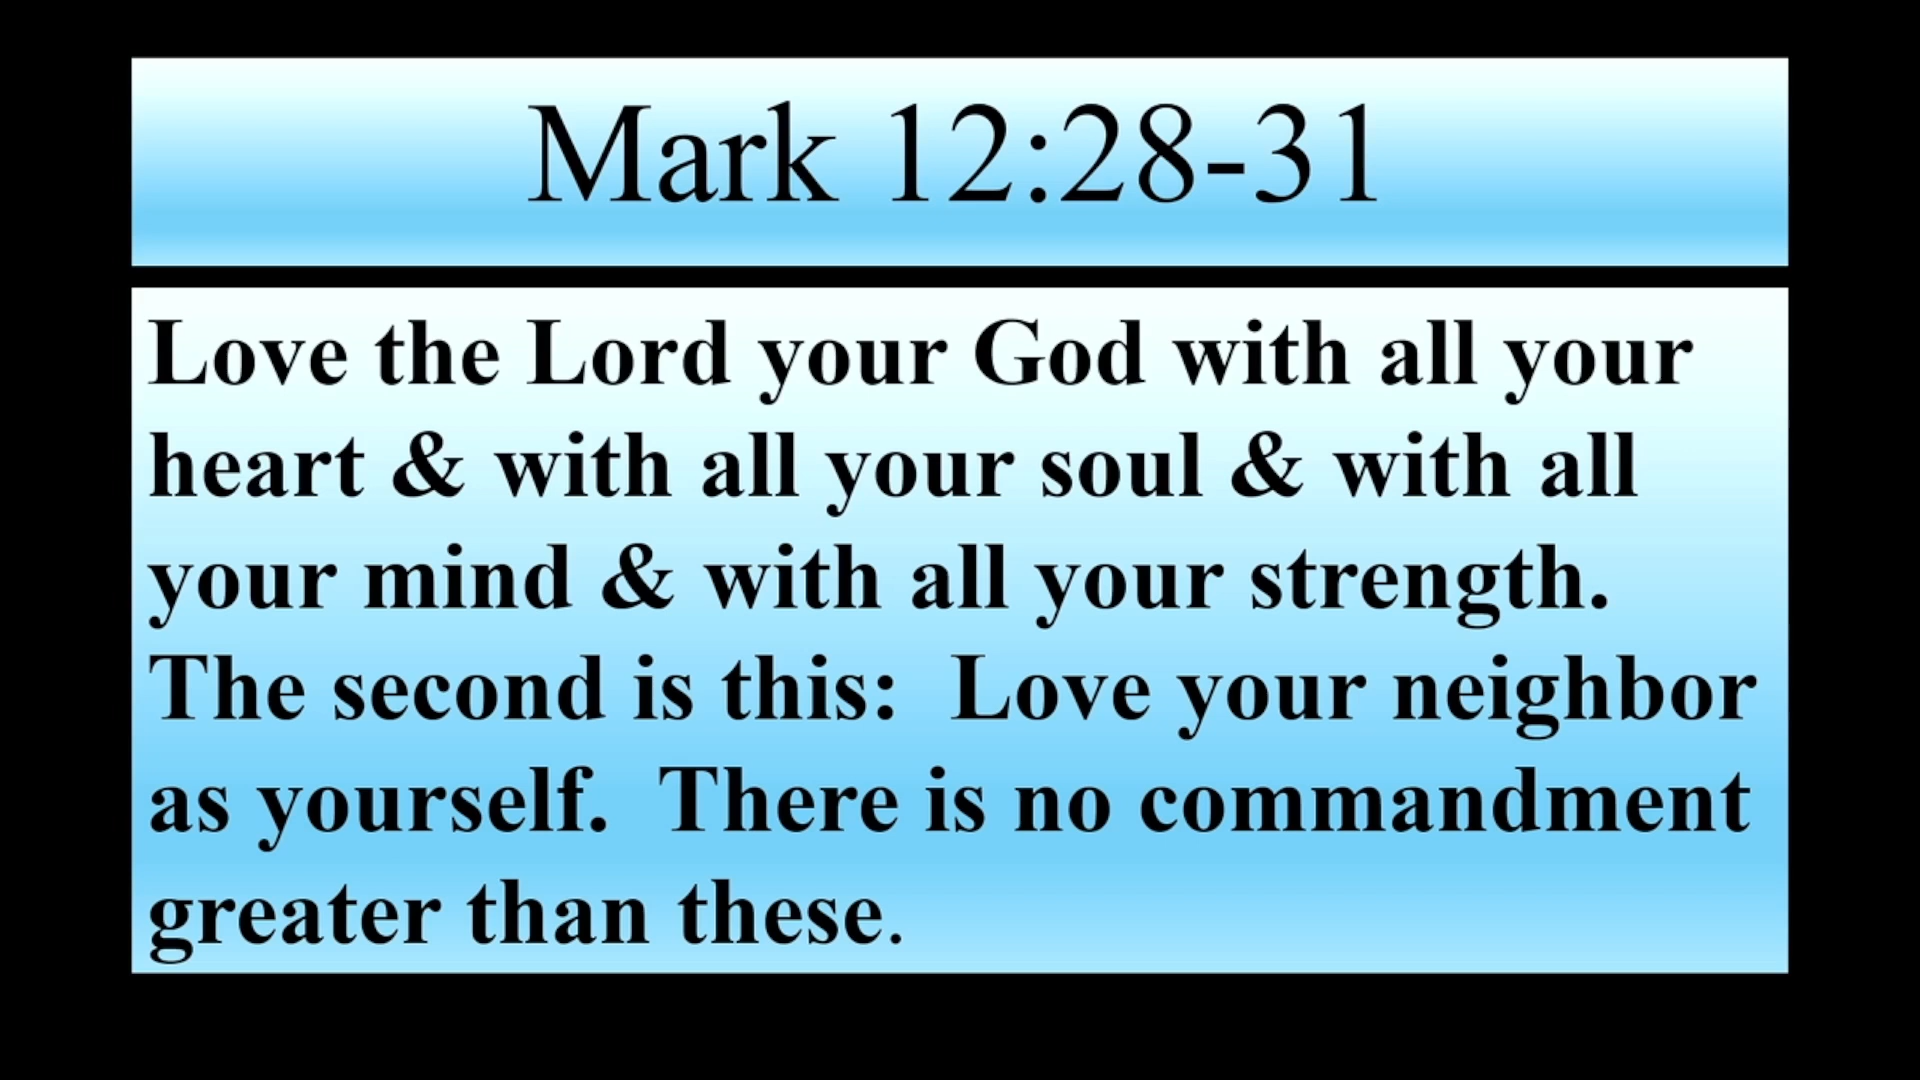 Mark 12:28-31
Love the Lord your God with all your
heart & with all your soul & with all
your mind & with all your strength.
The second is this:  Love your neighbor
as yourself.  There is no commandment
greater than these.